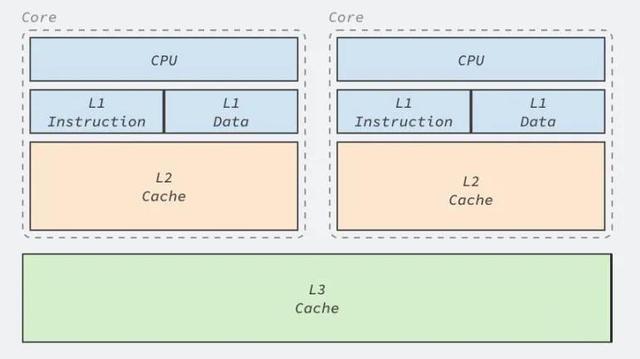 Core
Core
CPU
CPU
L1
Instruction
L1
Data
L1
Instruction
L1
Data
L2
Cache
L2
Cache
L3
Cache